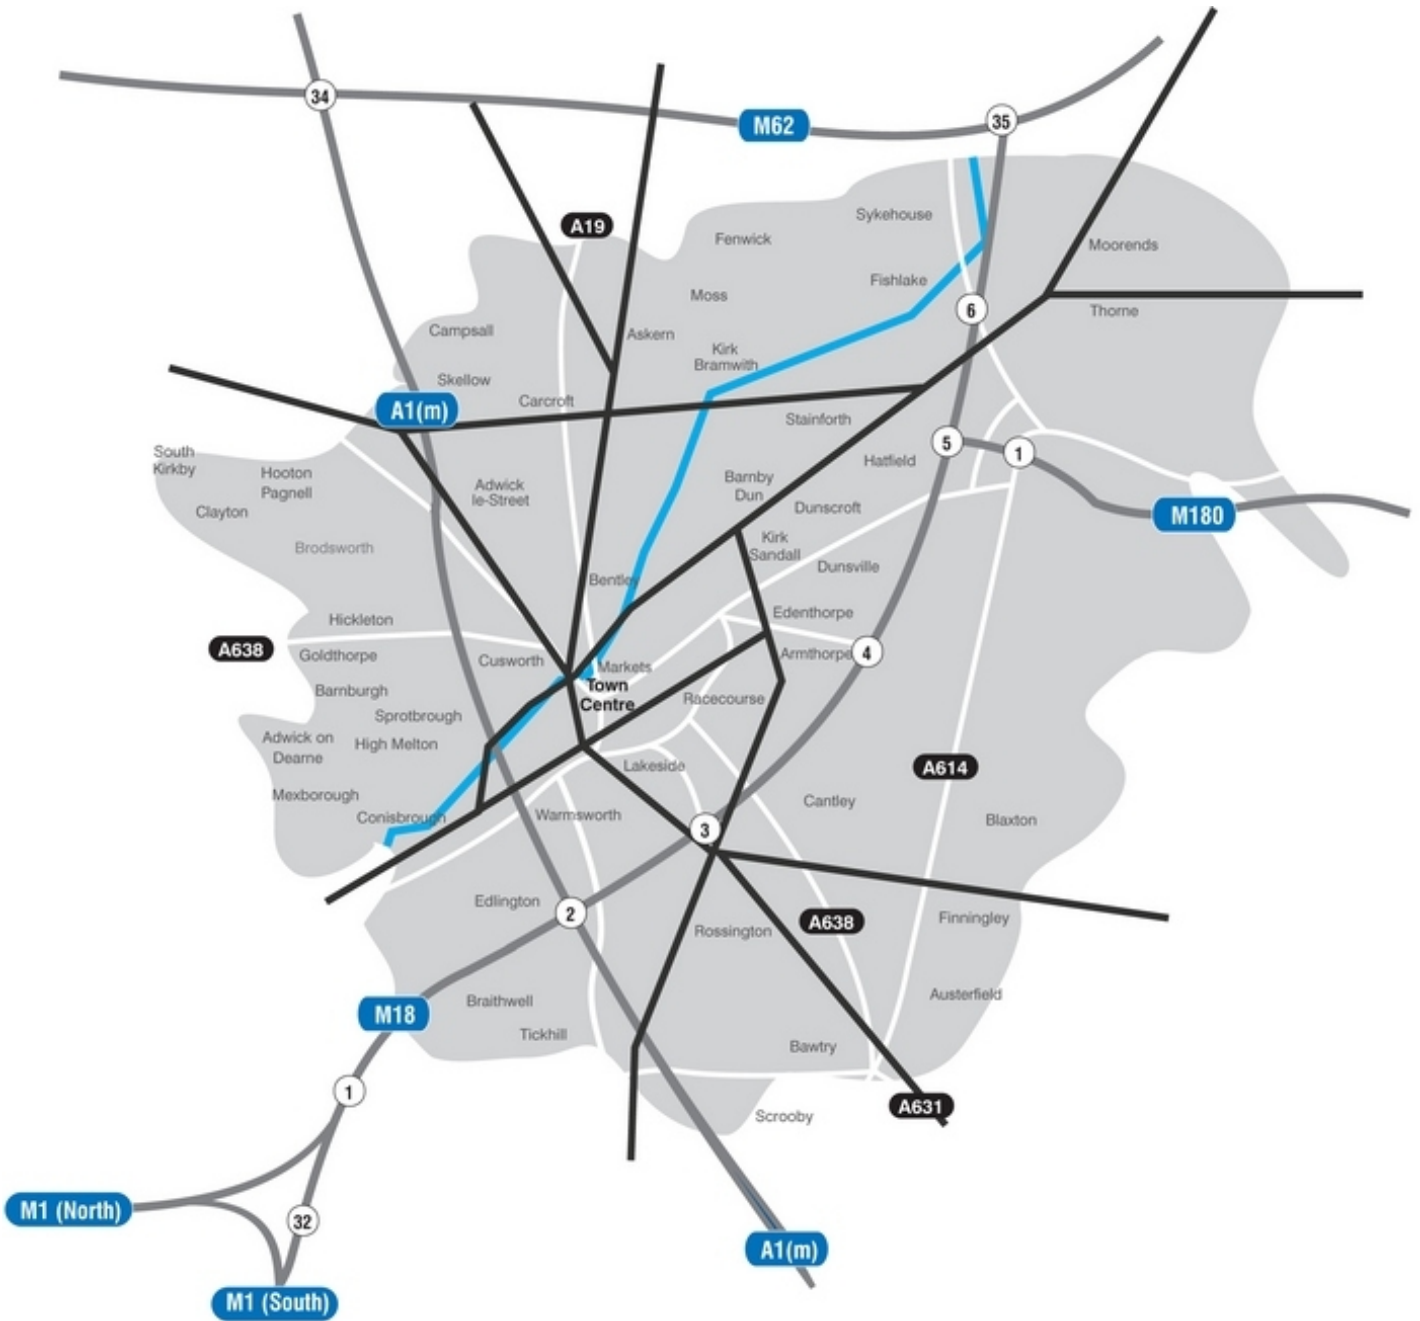 34
M62
35
A19
Sykehouse
Fenwick
Moorends
Fishlake
Moss
6
Thorne
Campsall
Askern
Kirk
Bramwith
Skellow
A1(m)
Carcroft
Stainforth
5
1
South
Kirkby
Hooton
Pagnell
Hatfield
Adwick
le-Street
Barnby
Dun
Clayton
Dunscroft
M180
Brodsworth
Kirk
Sandall
Dunsville
Bentley
Hickleton
Edenthorpe
A638
Goldthorpe
Cusworth
Markets
Armthorpe
4
Town
Centre
Barnburgh
Racecourse
Sprotbrough
Adwick on
Dearne
High Melton
Lakeside
A614
Mexborough
Conisbrough
Warmsworth
3
Cantley
Blaxton
Edlington
2
Rossington
A638
Finningley
Braithwell
Austerfield
M18
Tickhill
Bawtry
1
A631
Scrooby
M1 (North)
32
A1(m)
M1 (South)